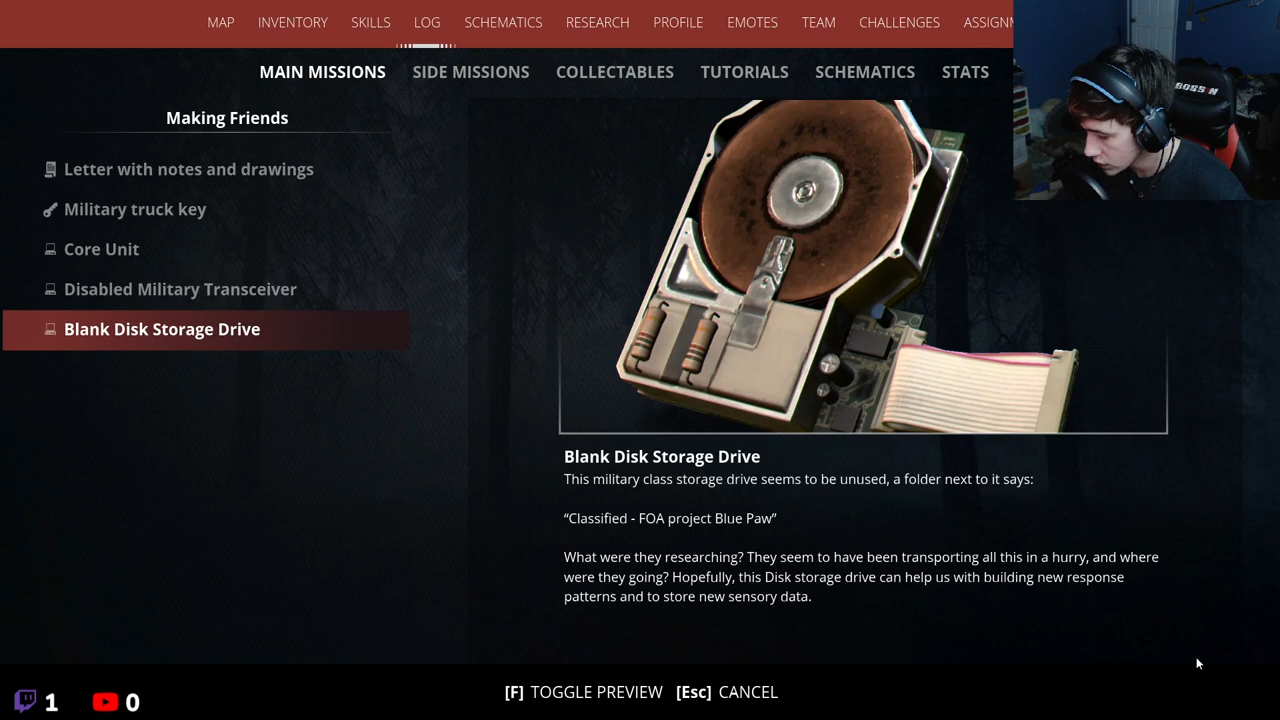 MAP INVENTORY SKILLS LOG SCHEMATICS RESEARCH PROFILE EMOTES TEAM CHALLENGES ASSIGNM
MAIN MISSIONS SIDE MISSIONS COLLECTABLES TUTORIALS SCHEMATICS STATS
Making Friends
Letter with notes and drawings
Military truck key
Core Unit
Disabled Military Transceiver
Blank Disk Storage Drive
Blank Disk Storage Drive
This military class storage drive seems to be unused, a folder next to it says:
“Classified - FOA project Blue Paw”
What were they researching? They seem to have been transporting all this in a hurry, and where
were they going? Hopefully, this Disk storage drive can help us with building new response
patterns and to store new sensory data.
1 0
[F] TOGGLE PREVIEW [Esc] CANCEL